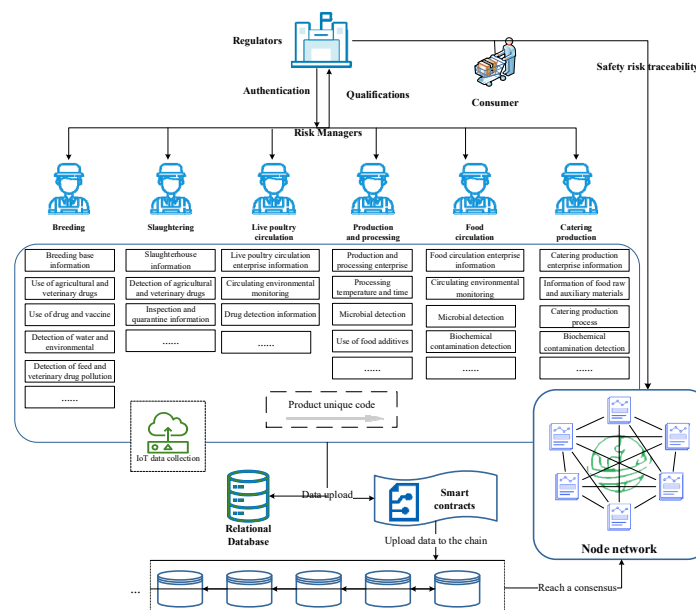 Regulators
Safety risk traceability
Authentication
Qualifications
Consumer
Risk Managers
Breeding
Slaughtering
Live poultry
circulation
Production
and processing
Food
circulation
Catering
production
Breeding base
information
Use of agricultural and
veterinary drugs
Use of drug and vaccine
Detection of water and
environmental
Detection of feed and
veterinary drug pollution
......
Slaughterhouse
information
Detection of agricultural
and veterinary drugs
Inspection and
quarantine information
......
Live poultry circulation
enterprise information
Circulating environmental
monitoring
Drug detection information
......
Production and
processing enterprise
Processing
temperature and time
Microbial detection
Use of food additives
......
Food circulation enterprise
information
Circulating environmental
monitoring
Microbial detection
Biochemical
contamination detection
......
Catering production
enterprise information
Information of food raw
and auxiliary materials
Catering production
process
Biochemical
contamination detection
......
Product unique code
IoT data collection
Relational
Database
Data upload
Smart
contracts
Upload data to the chain
Node network
...
Reach a consensus